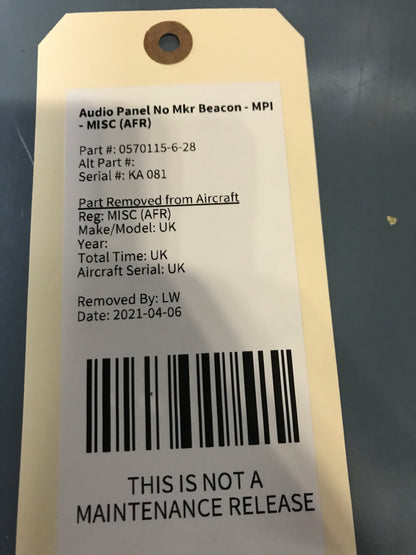 Audio Panel No Mkr Beacon - MPI
- MISC (AFR)
Part #: 0570115-6-28
Alt Part #:
Serial #: KA 081
Part Removed from Aircraft
Reg: MISC (AFR)
Make/Model: UK
Year:
Total Time: UK
Aircraft Serial: UK
Removed By: LW
Date: 2021-04-06
THIS IS NOT A
MAINTENANCE RELEASE